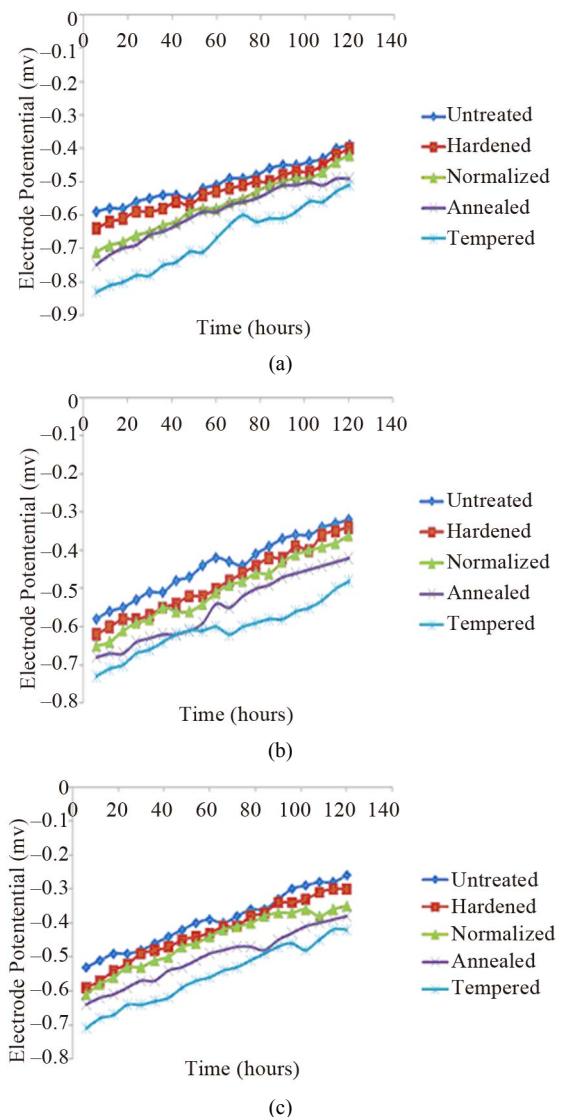 0
0 20 40 60 80 100 120 140
–0.1
–0.2
–0.3
–0.4
–0.5
–0.6
–0.7
–0.8
–0.9
Electrode Potentential (mv)
Time (hours)
Untreated
Hardened
Normalized
Annealed
Tempered
(a)
0
0 20 40 60 80 100 120 140
–0.1
–0.2
–0.3
–0.4
–0.5
–0.6
–0.7
–0.8
Electrode Potentential (mv)
Time (hours)
Untreated
Hardened
Normalized
Annealed
Tempered
(b)
0
0 20 40 60 80 100 120 140
–0.1
–0.2
–0.3
–0.4
–0.5
–0.6
–0.7
–0.8
Electrode Potentential (mv)
Time (hours)
Untreated
Hardened
Normalized
Annealed
Tempered
(c)